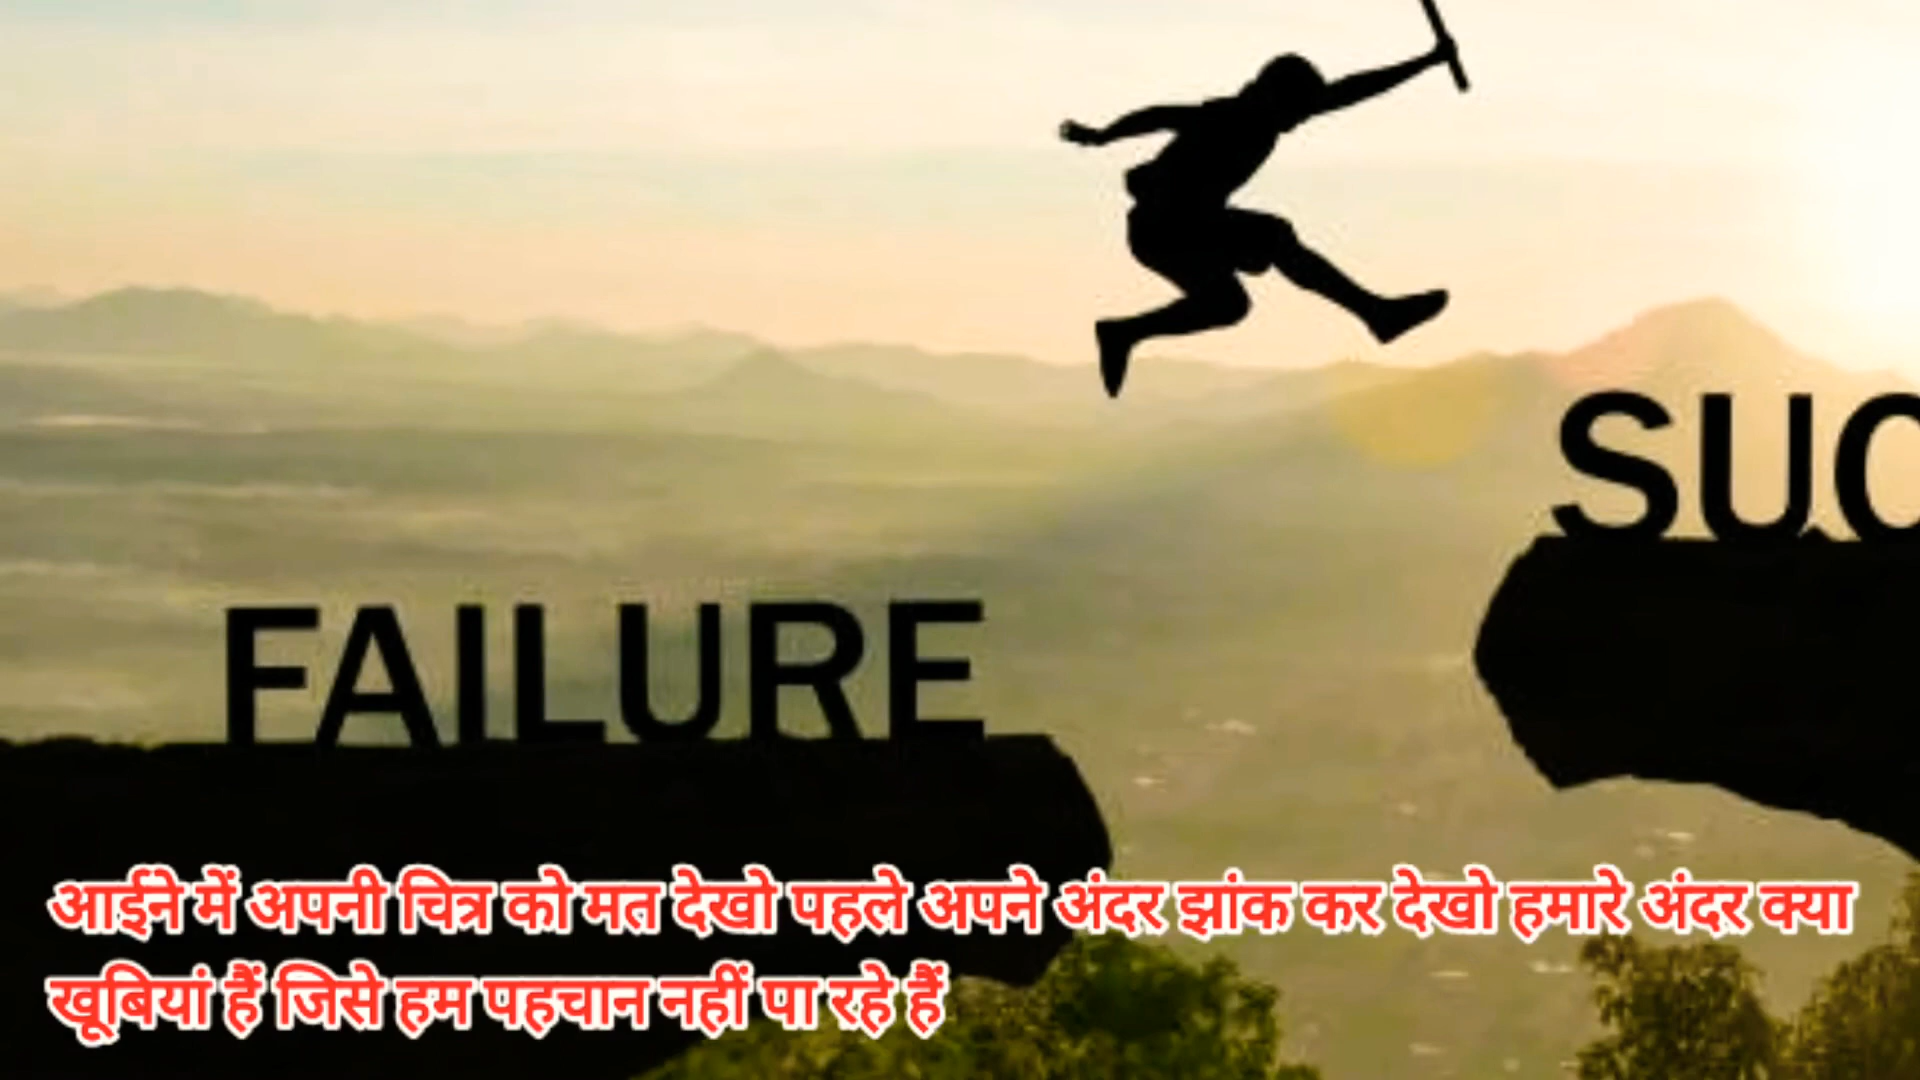 FAILURE
SUC
आईने में अपनी चित्र को मत देखो पहले अपने अंदर झांक कर देखो हमारे अंदर क्या
खूबियां हैं जिसे हम पहचान नहीं पा रहे हैं